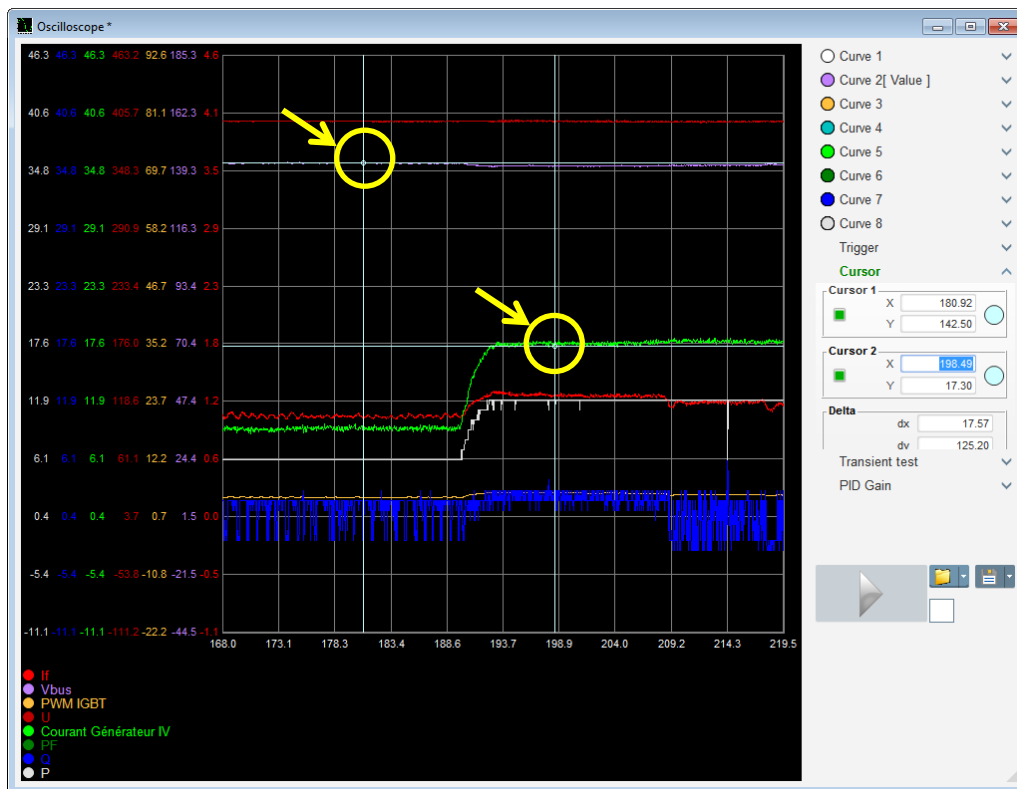 Oscilloscope *
46.3 46.3 46.3 463.2 92.6 185.3 4.6
40.6 40.6 40.6 405.7 81.1 162.3 4.1
34.8 34.8 34.8 348.3 69.7 139.3 3.5
29.1 29.1 29.1 290.9 58.2 116.3 2.9
23.3 23.3 23.3 233.4 46.7 93.4 2.3
17.6 17.6 17.6 176.0 35.2 70.4 1.8
11.9 11.9 11.9 118.6 23.7 47.4 1.2
6.1 6.1 6.1 61.1 12.2 24.4 0.6
0.4 0.4 0.4 3.7 0.7 1.5 0.0
-5.4 -5.4 -5.4 -53.8 -10.8 -21.5 -0.5
-11.1 -11.1 -11.1 -111.2 -22.2 -44.5 -1.1
168.0 173.1 178.3 183.4 188.6 193.7 198.9 204.0 209.2 214.3 219.5
If
Vbus
PWM IGBT
U
Courant Générateur IV
PF
Q
P
Curve 1
Curve 2[ Value ]
Curve 3
Curve 4
Curve 5
Curve 6
Curve 7
Curve 8
Trigger
Cursor
Cursor 1
X 180.92
Y 142.50
Cursor 2
X 198.49
Y 17.30
Delta
dx 17.57
dy 125.20
Transient test
PID Gain